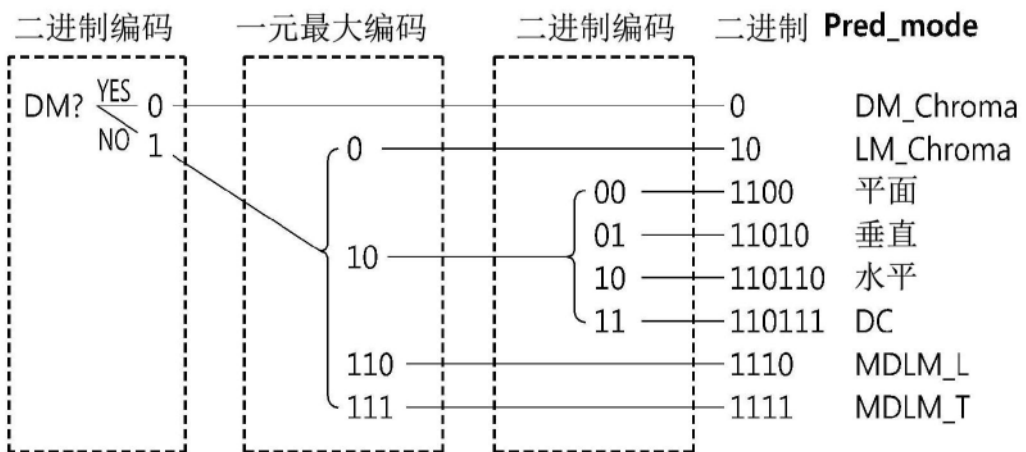 二进制编码 一元最大编码 二进制编码 二进制 Pred_mode
DM? YES 0 0 DM_Chroma
NO 1 0 10 LM_Chroma
00 1100 平面
01 11010 垂直
10 10 110110 水平
11 110111 DC
110 1110 MDLM_L
111 1111 MDLM_T